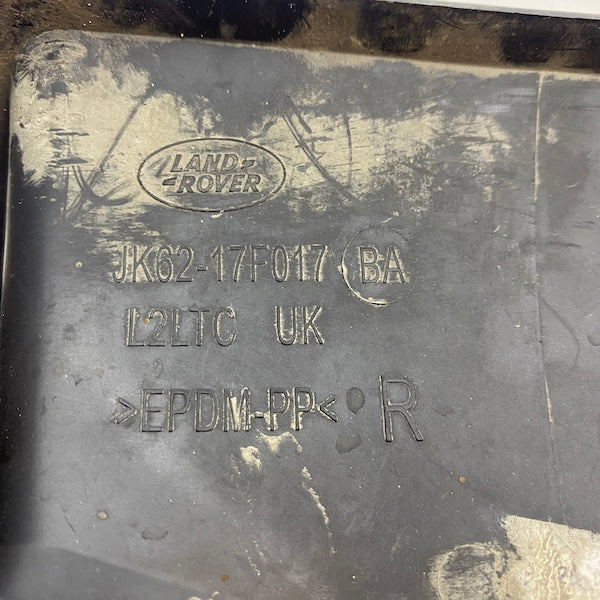 LAND-
-ROVER
JK62-17F017 BA
L2LTC UK
>EPDM-PP< R